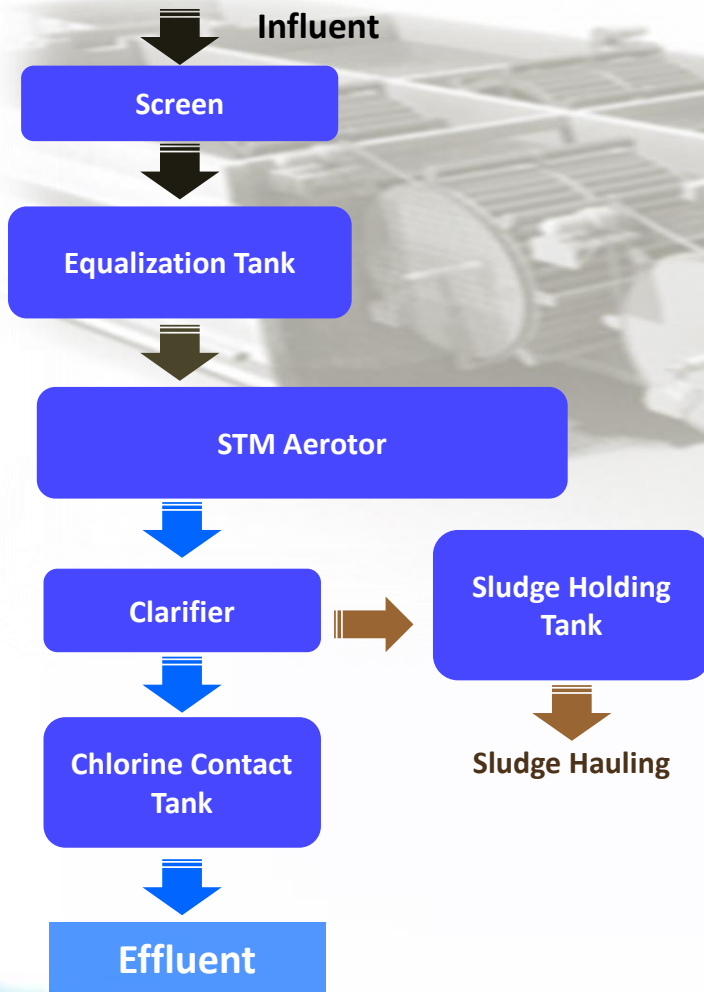 Influent
Screen
Equalization Tank
STM Aerotor
Clarifier
Sludge Holding
Tank
Chlorine Contact
Tank
Sludge Hauling
Effluent